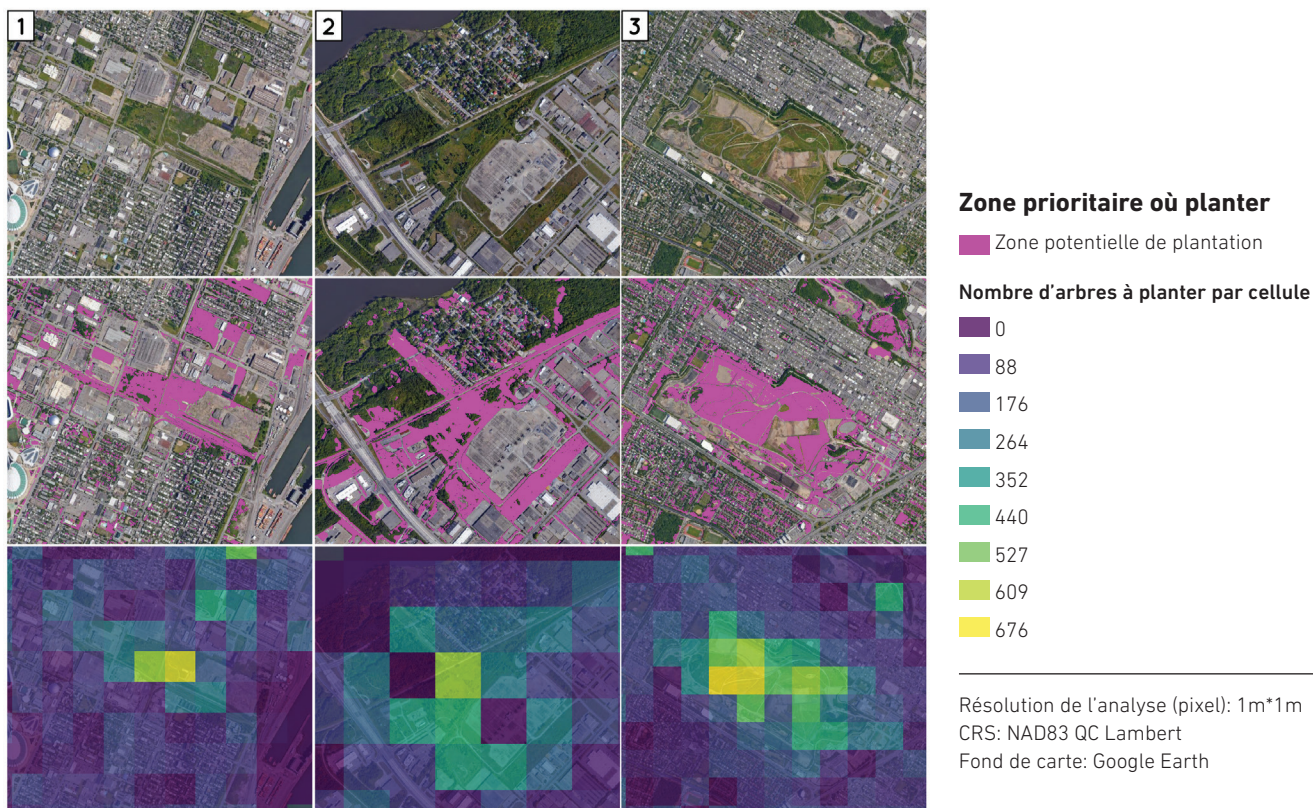 1
2
3
Zone prioritaire où planter
Zone potentielle de plantation
Nombre d’arbres à planter par cellule
0
88
176
264
352
440
527
609
676
Résolution de l’analyse (pixel): 1m*1m
CRS: NAD83 QC Lambert
Fond de carte: Google Earth